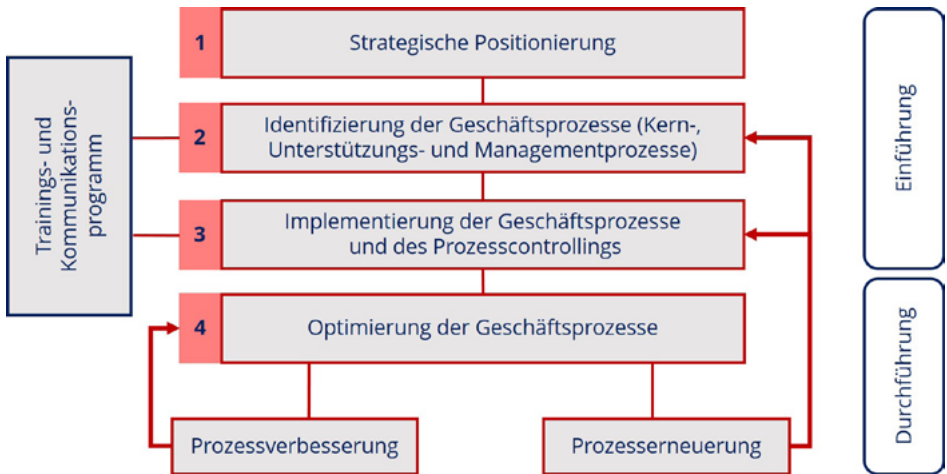 1
Strategische Positionierung
Trainings- und
Kommunikations-
programm
2
Identifizierung der Geschäftsprozesse (Kern-,
Unterstützungs- und Managementprozesse)
3
Implementierung der Geschäftsprozesse
und des Prozesscontrollings
4
Optimierung der Geschäftsprozesse
Prozessverbesserung
Prozesserneuerung
Einführung
Durchführung